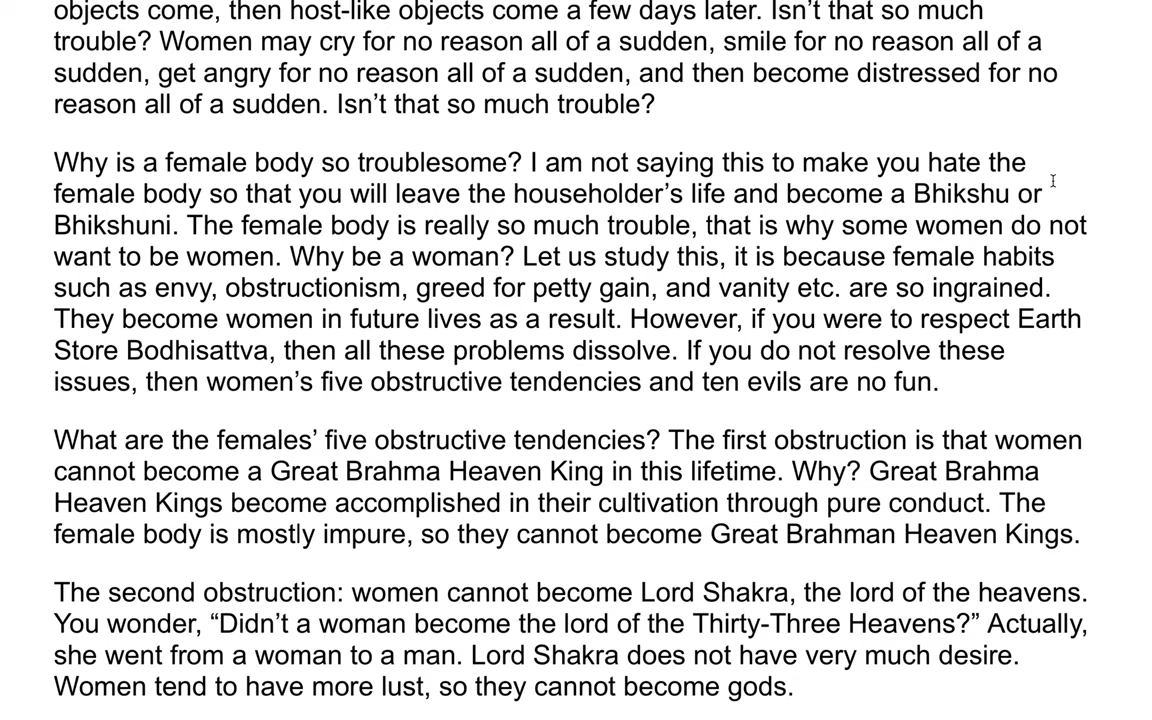 objects come, then host-like objects come a few days later. Isn’t that so much
trouble? Women may cry for no reason all of a sudden, smile for no reason all of a
sudden, get angry for no reason all of a sudden, and then become distressed for no
reason all of a sudden. Isn’t that so much trouble?
Why is a female body so troublesome? I am not saying this to make you hate the
female body so that you will leave the householder’s life and become a Bhikshu or
Bhikshuni. The female body is really so much trouble, that is why some women do not
want to be women. Why be a woman? Let us study this, it is because female habits
such as envy, obstructionism, greed for petty gain, and vanity etc. are so ingrained.
They become women in future lives as a result. However, if you were to respect Earth
Store Bodhisattva, then all these problems dissolve. If you do not resolve these
issues, then women’s five obstructive tendencies and ten evils are no fun.
What are the females’ five obstructive tendencies? The first obstruction is that women
cannot become a Great Brahma Heaven King in this lifetime. Why? Great Brahma
Heaven Kings become accomplished in their cultivation through pure conduct. The
female body is mostly impure, so they cannot become Great Brahman Heaven Kings.
The second obstruction: women cannot become Lord Shakra, the lord of the heavens.
You wonder, “Didn’t a woman become the lord of the Thirty-Three Heavens?” Actually,
she went from a woman to a man. Lord Shakra does not have very much desire.
Women tend to have more lust, so they cannot become gods.